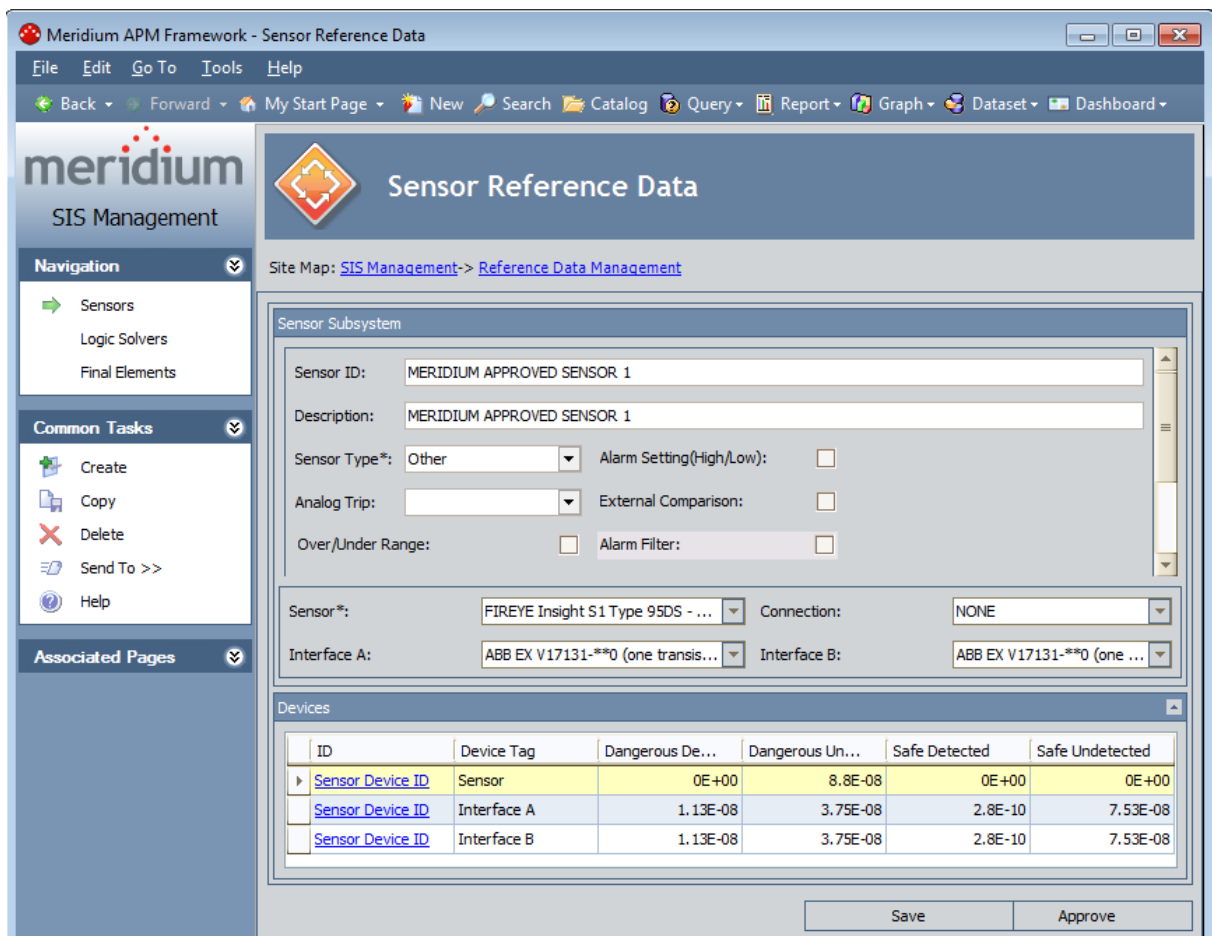 Meridium APM Framework - Sensor Reference Data
File Edit Go To Tools Help
Back Forward My Start Page New Search Catalog Query Report Graph Dataset Dashboard
meridium
SIS Management
Sensor Reference Data
Navigation
Sensors
Logic Solvers
Final Elements
Common Tasks
Create
Copy
Delete
Send To >>
Help
Associated Pages
Site Map: SIS Management-> Reference Data Management
Sensor Subsystem
Sensor ID: MERIDIUM APPROVED SENSOR 1
Description: MERIDIUM APPROVED SENSOR 1
Sensor Type*: Other Alarm Setting(High/Low):
Analog Trip: External Comparison:
Over/Under Range: Alarm Filter:
Sensor*: FIREYE Insight S1 Type 95DS - ... Connection: NONE
Interface A: ABB EX V17131-**0 (one transis... Interface B: ABB EX V17131-**0 (one ...
Devices
ID Device Tag Dangerous De... Dangerous Un... Safe Detected Safe Undetected
Sensor Device ID Sensor 0E+00 8.8E-08 0E+00 0E+00
Sensor Device ID Interface A 1.13E-08 3.75E-08 2.8E-10 7.53E-08
Sensor Device ID Interface B 1.13E-08 3.75E-08 2.8E-10 7.53E-08
Save Approve